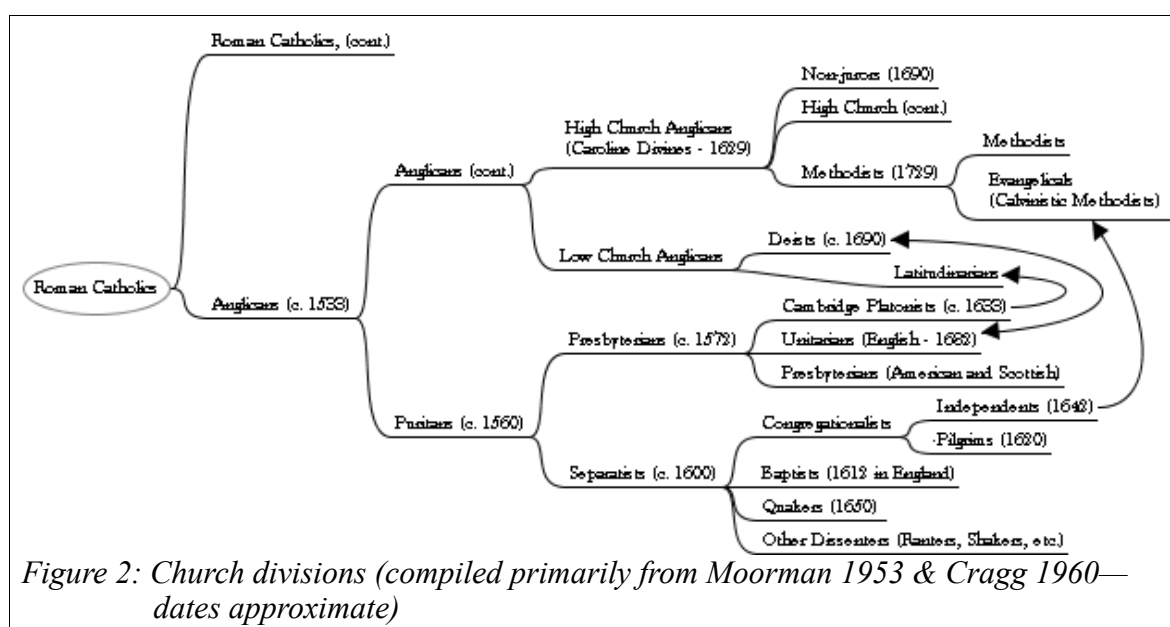 Roman Catholics, (cont.)
Non-jurors (1690)
High Church (cont.)
High Church Anglicans
(Caroline Divines - 1629)
Methodists
Anglicans (cont.)
Methodists (1729)
Evangelicals
(Calvinistic Methodists)
Deists (c. 1690)
Low Church Anglicans
Latitudinarians
Roman Catholics
Anglicans (c. 1533)
Cambridge Platonists (c. 1633)
Presbyterians (c. 1572)
Unitarians (English - 1682)
Presbyterians (American and Scottish)
Independents (1642)
Puritans (c. 1560)
Congregationalists
-Pilgrims (1620)
Separatists (c. 1600)
Baptists (1612 in England)
Quakers (1650)
Other Dissenters (Ranters, Shakers, etc.)
Figure 2: Church divisions (compiled primarily from Moorman 1953 & Cragg 1960—
dates approximate)